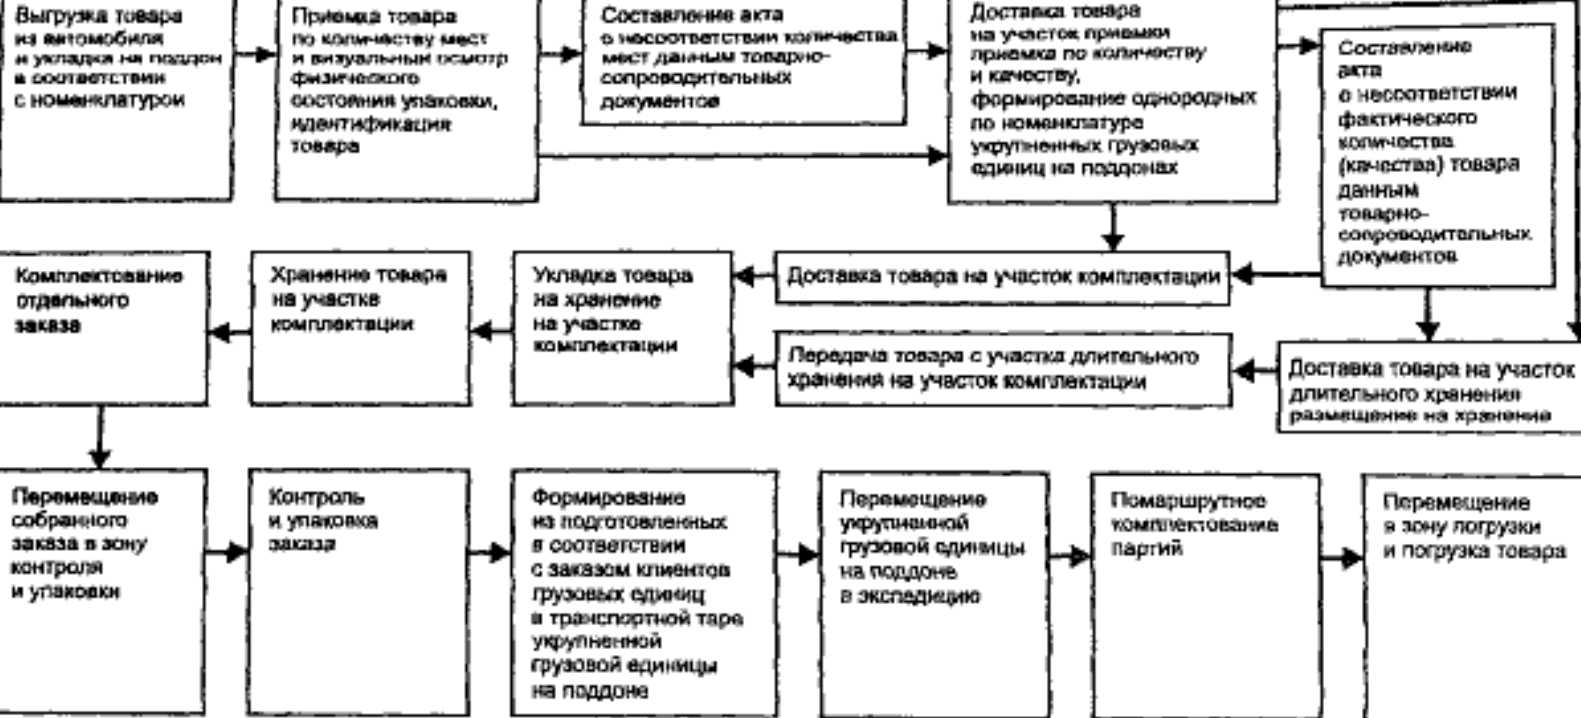 Выгрузка товара
из автомобиля
и укладка на поддон
в соответствии
с номенклатурой
Приемка товара
по количеству мест
и визуальный осмотр
физического
состояния упаковки,
идентификация
товара
Составление акта
о несоответствии количества
мест данным товарно-
сопроводительных
документов
Доставка товара
на участок приемки
приемка по количеству
и качеству,
формирование однородных
по номенклатуре
укрупненных грузовых
единиц на поддонах
Составление
акта
о несоответствии
фактического
количества
(качества) товара
данным
товарно-
сопроводительных
документов
Комплектование
отдельного
заказа
Хранение товара
на участке
комплектации
Укладка товара
на хранение
на участке
комплектации
Доставка товара на участок комплектации
Передача товара с участка длительного
хранения на участок комплектации
Доставка товара на участок
длительного хранения
размещение на хранение
Перемещение
собранного
заказа в зону
контроля
и упаковки
Контроль
и упаковка
заказа
Формирование
из подготовленных
в соответствии
с заказом клиентов
грузовых единиц
в транспортной таре
укрупненной
грузовой единицы
на поддоне
Перемещение
укрупненной
грузовой единицы
на поддоне
в экспедицию
Помаршрутное
комплектование
партий
Перемещение
в зону погрузки
и погрузка товара